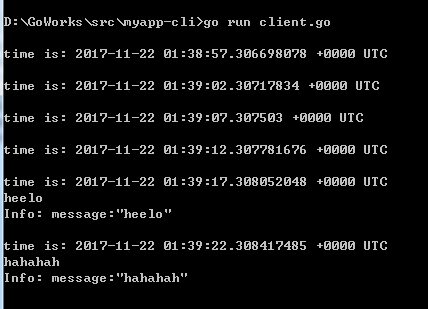 D:\GoWorks\src\myapp-cli>go run client.go
time is: 2017-11-22 01:38:57.306698078 +0000 UTC
time is: 2017-11-22 01:39:02.30717834 +0000 UTC
time is: 2017-11-22 01:39:07.307503 +0000 UTC
time is: 2017-11-22 01:39:12.307781676 +0000 UTC
time is: 2017-11-22 01:39:17.308052048 +0000 UTC
heelo
Info: message:"heelo"
time is: 2017-11-22 01:39:22.308417485 +0000 UTC
hahahah
Info: message:"hahahah"